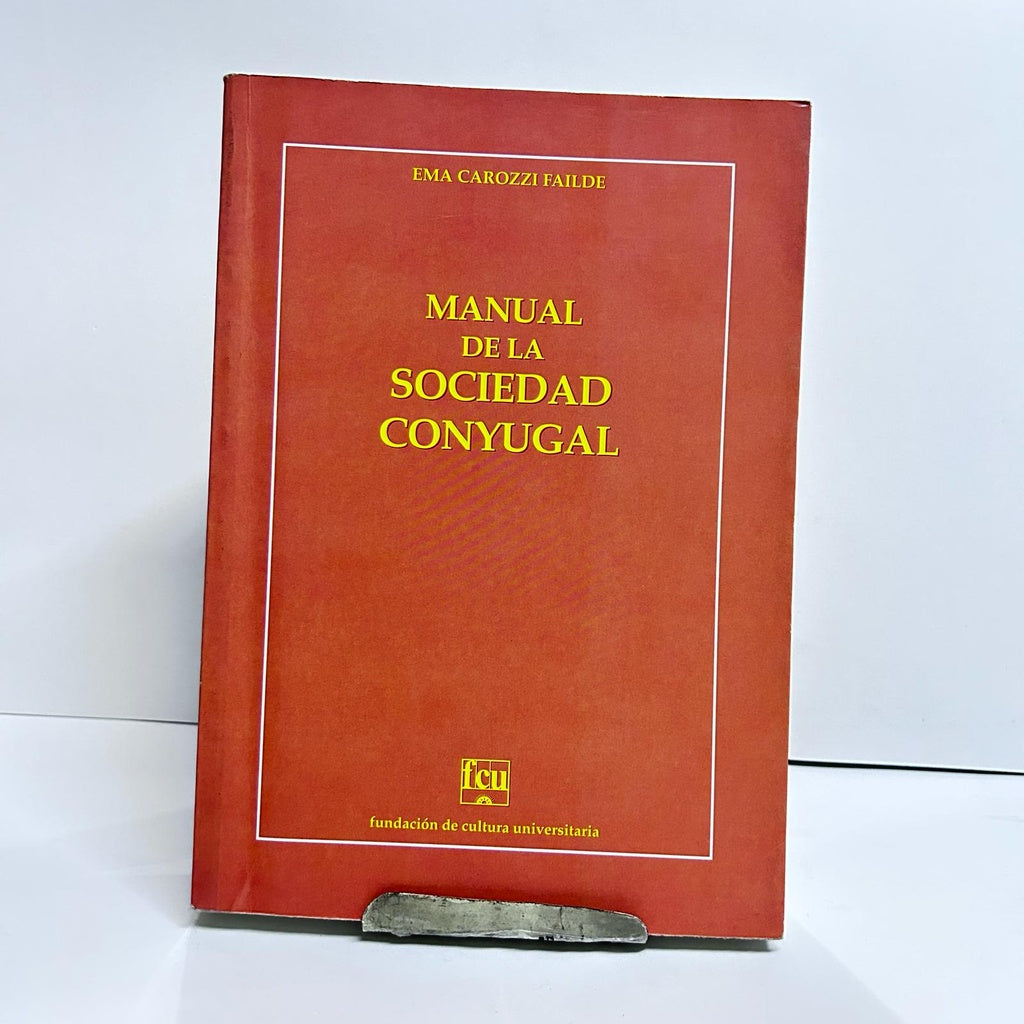 EMA CAROZZI FAILDE
MANUAL
DE LA
SOCIEDAD
CONYUGAL
fcu
fundación de cultura universitaria